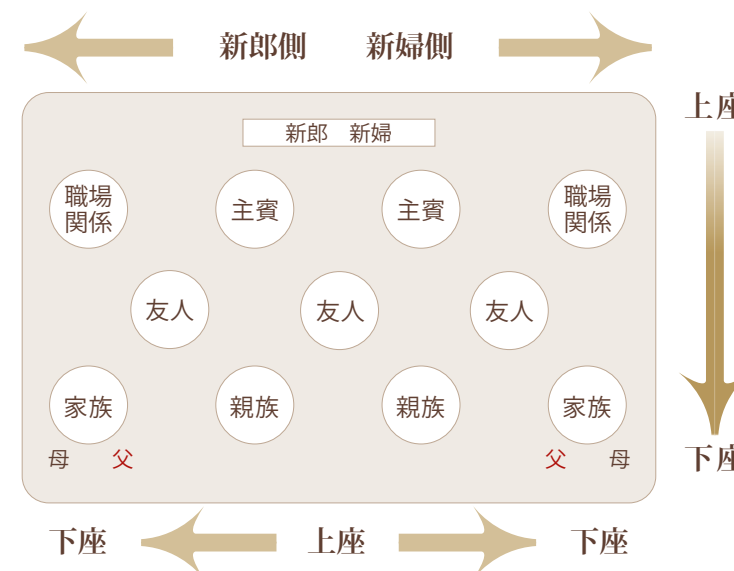 新郎側 新婦側
上座
新郎 新婦
職場
関係
主賓
主賓
職場
関係
友人
友人
友人
家族
親族
親族
家族
母 父
父 母
下座
下座
上座
下座